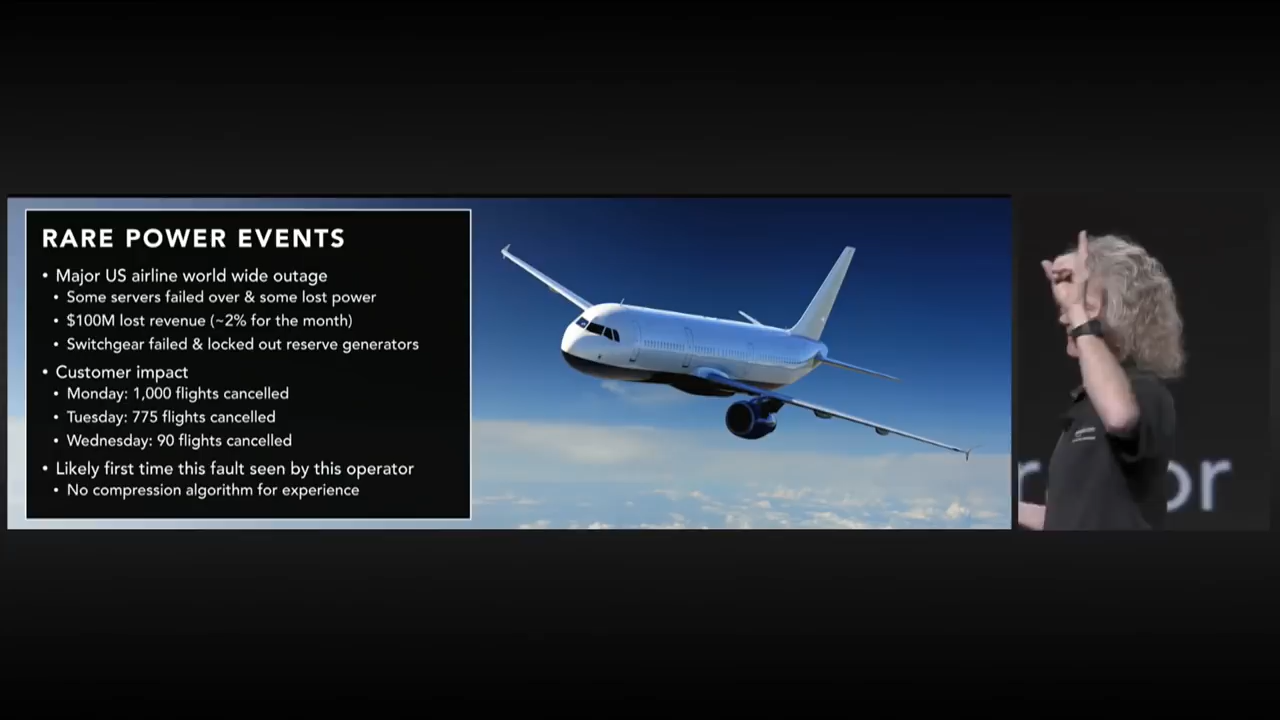 RARE POWER EVENTS
• Major US airline world wide outage
• Some servers failed over & some lost power
• $100M lost revenue (~2% for the month)
• Switchgear failed & locked out reserve generators
• Customer impact
• Monday: 1,000 flights cancelled
• Tuesday: 775 flights cancelled
• Wednesday: 90 flights cancelled
• Likely first time this fault seen by this operator
• No compression algorithm for experience